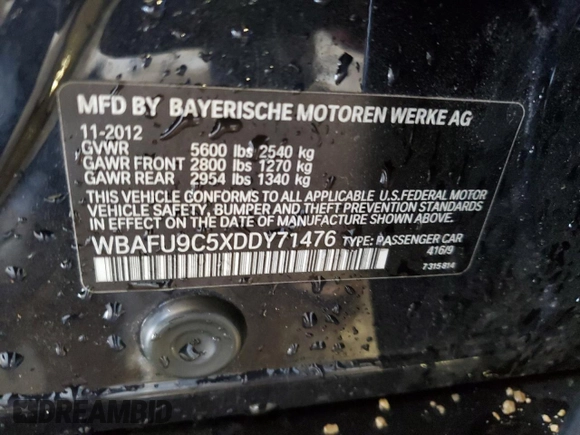 MFD BY BAYERISCHE MOTOREN WERKE AG
11-2012
GVWR 5600 lbs 2540 kg
GAWR FRONT 2800 lbs 1270 kg
GAWR REAR 2954 lbs 1340 kg
THIS VEHICLE CONFORMS TO ALL APPLICABLE U.S.FEDERAL MOTOR
VEHICLE SAFETY, BUMPER AND THEFT PREVENTION STANDARDS
IN EFFECT ON THE DATE OF MANUFACTURE SHOWN ABOVE.
WBAFU9C5XDDY71476 TYPE: PASSENGER CAR
416/9
7315814
DREAMBID